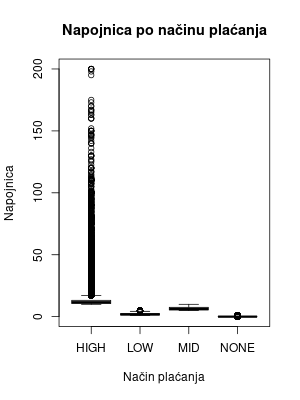 Napojnica po načinu plaćanja
Napojnica
200
150
100
50
0
HIGH LOW MID NONE
Način plaćanja